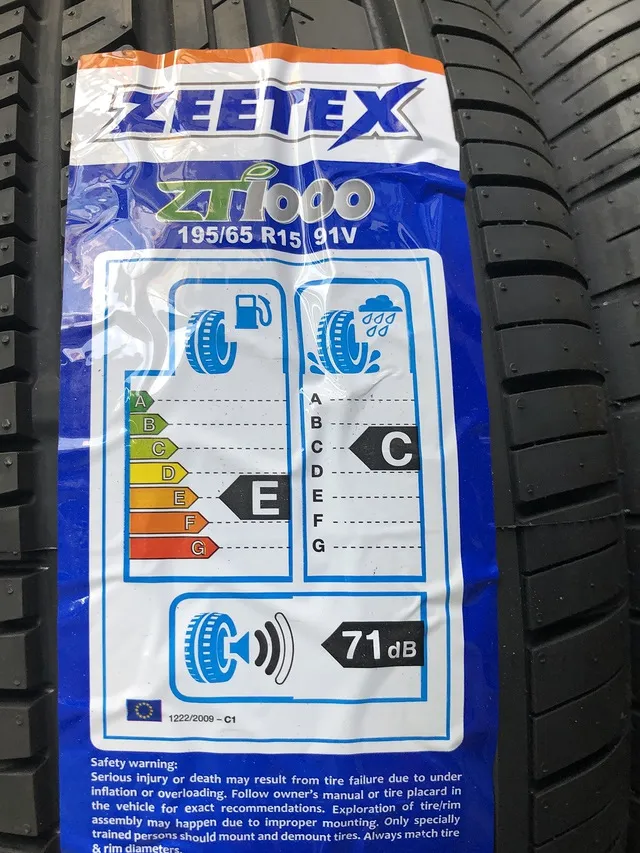 ZEETEX
ZT1000
195/65 R15 91V
A
B
C
D
E
F
G
E
A
B
C
D
E
F
G
C
71 dB
1222/2009 – C1
Safety warning:
Serious injury or death may result from tire failure due to under
inflation or overloading. Follow owner's manual or tire placard in
the vehicle for exact recommendations. Exploration of tire/rim
assembly may happen due to improper mounting. Only specially
trained persons should mount and demount tires. Always match tire
& rim diameters.